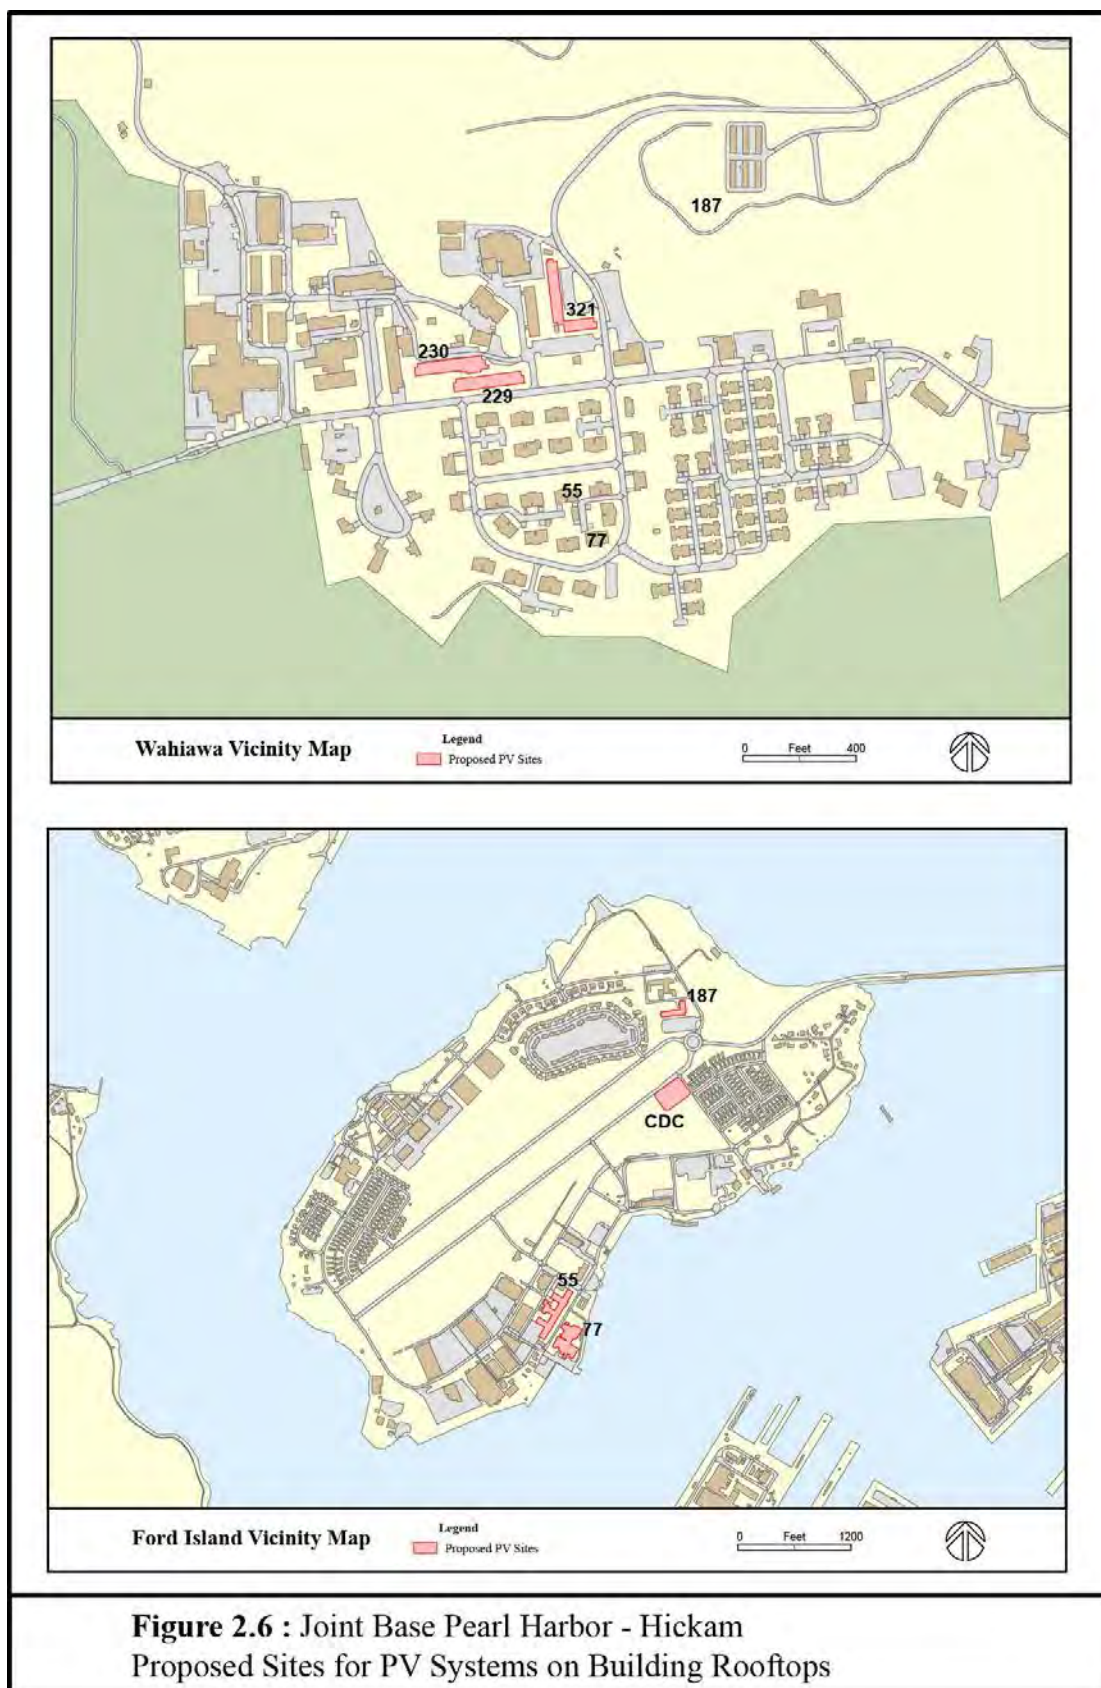 187
321
230
229
55
77
Wahiawa Vicinity Map
Legend
Proposed PV Sites
0 Feet 400
187
CDC
55
77
Ford Island Vicinity Map
Legend
Proposed PV Sites
0 Feet 1200
Figure 2.6 : Joint Base Pearl Harbor - Hickam
Proposed Sites for PV Systems on Building Rooftops